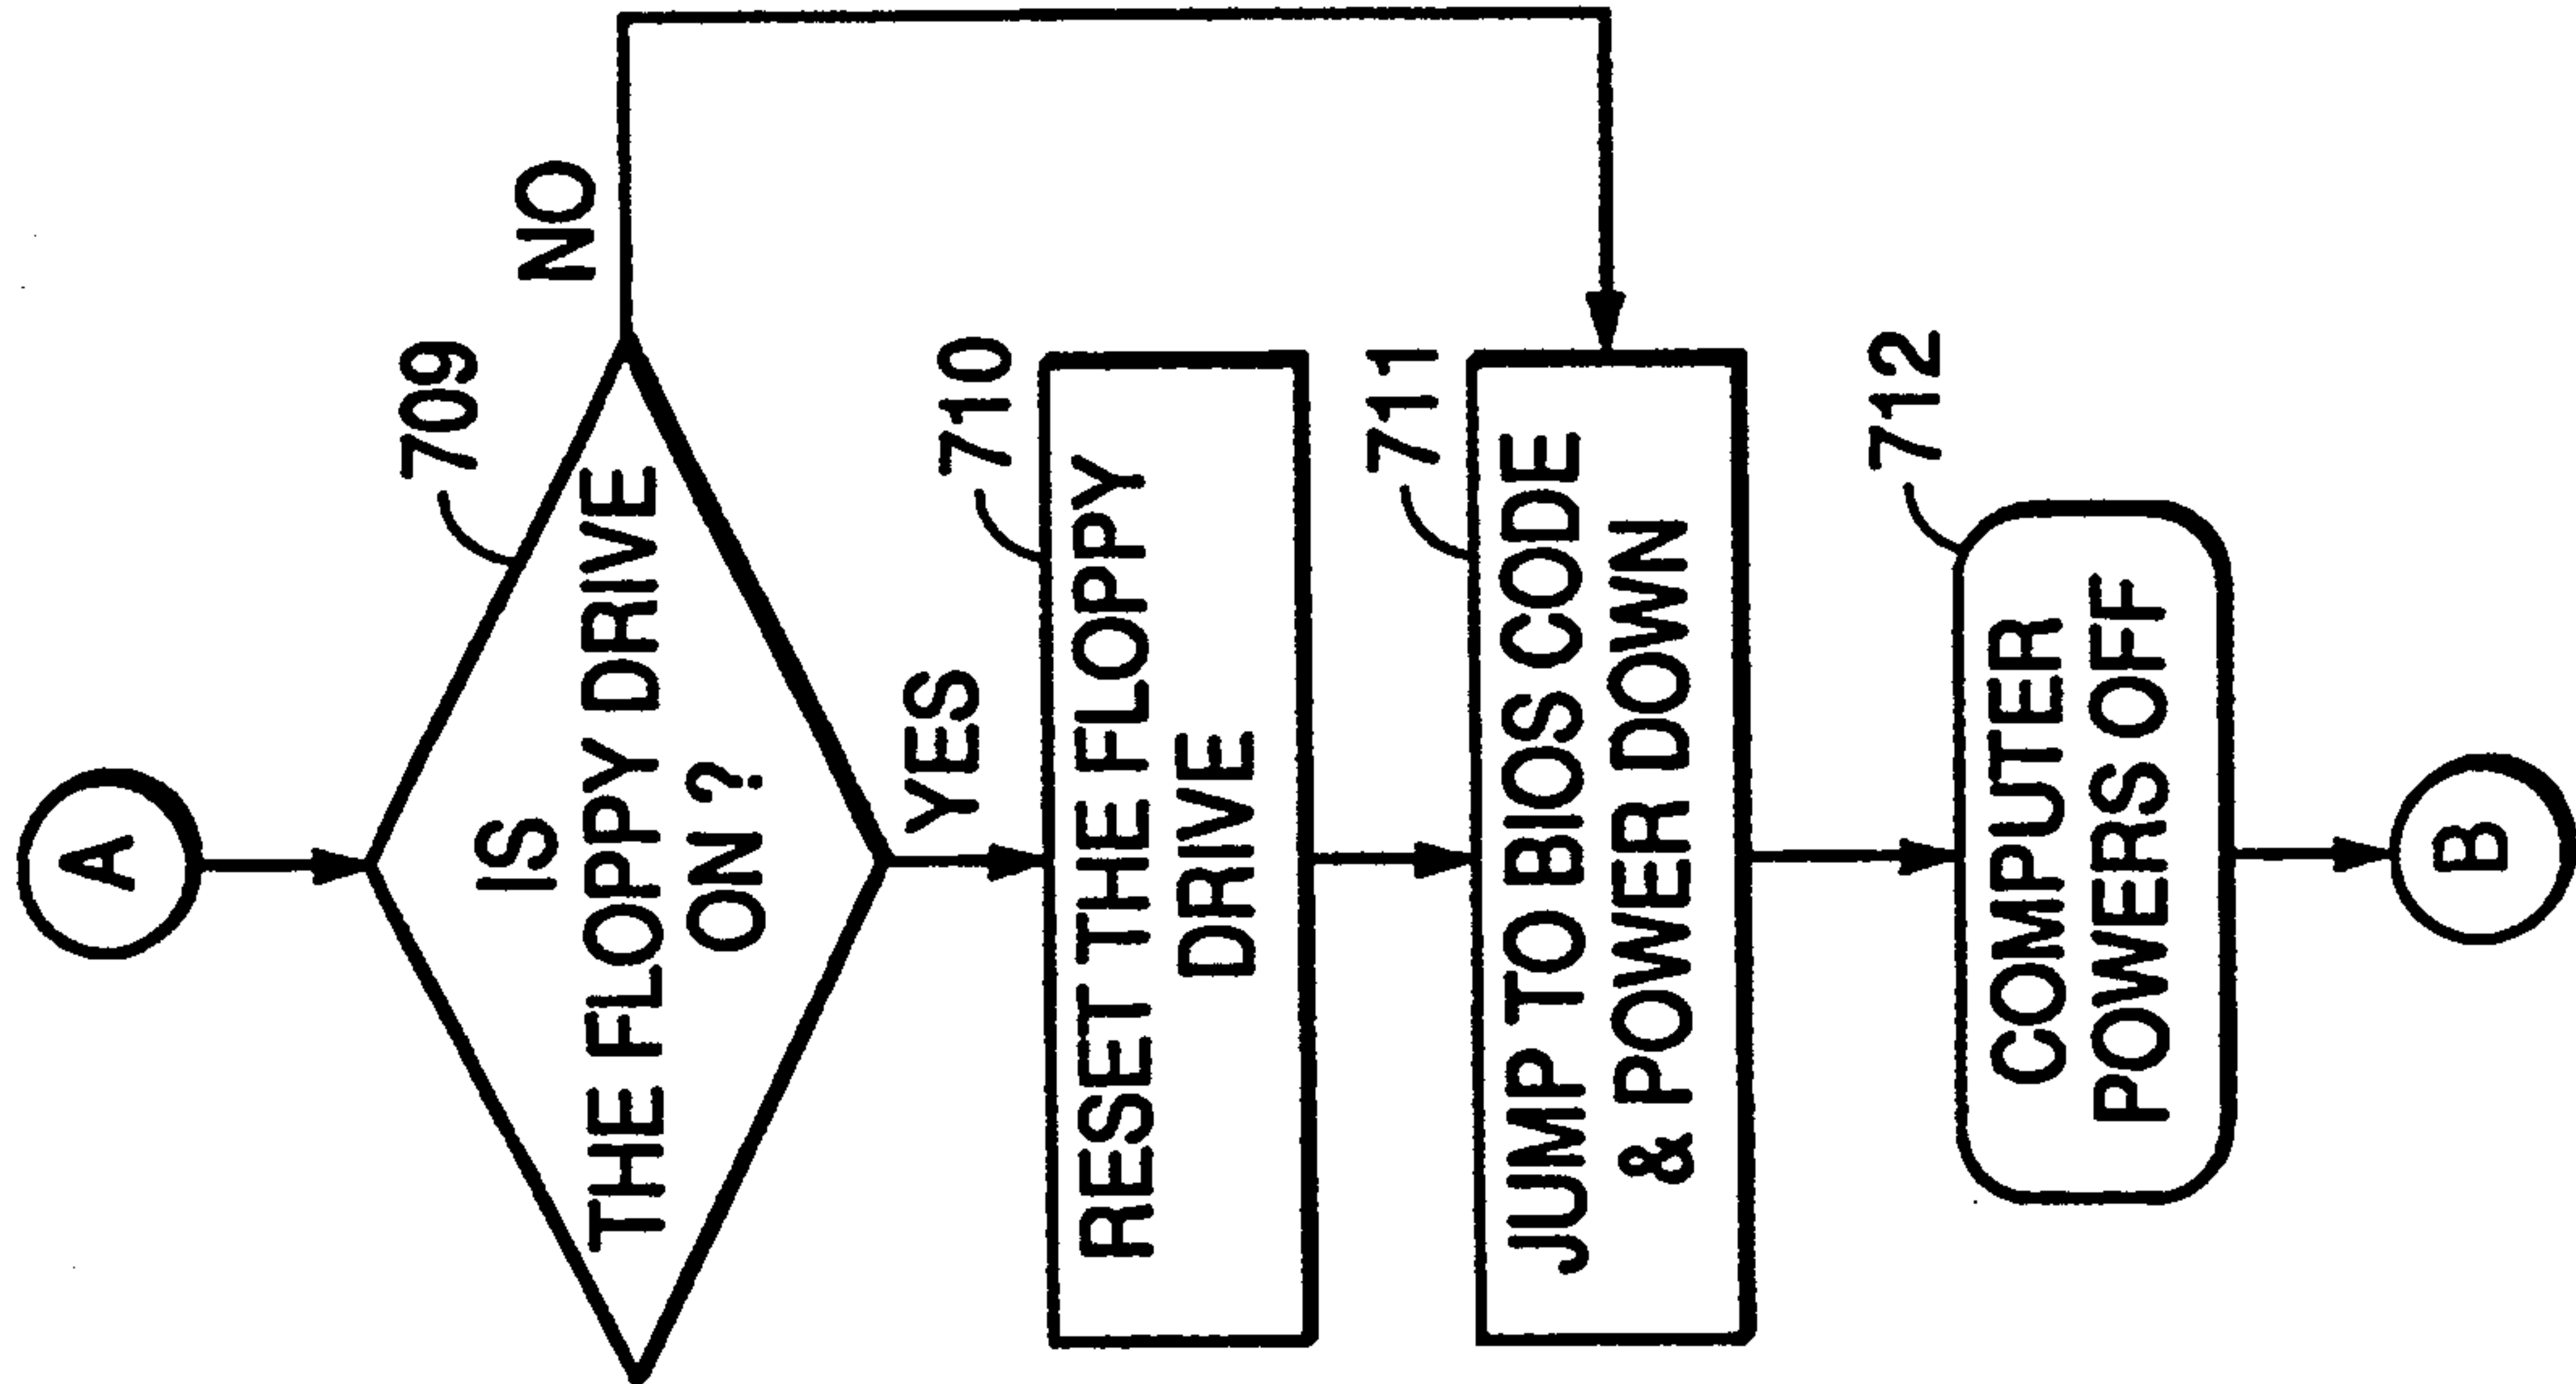 A
709
IS
THE FLOPPY DRIVE
ON ?
NO
YES
710
RESET THE FLOPPY
DRIVE
711
JUMP TO BIOS CODE
& POWER DOWN
712
COMPUTER
POWERS OFF
B